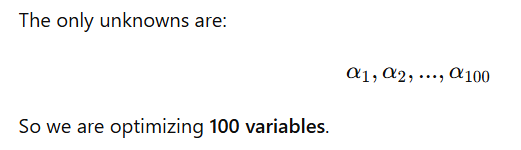 The only unknowns are:
α₁, α₂, ..., α₁₀₀
So we are optimizing 100 variables.